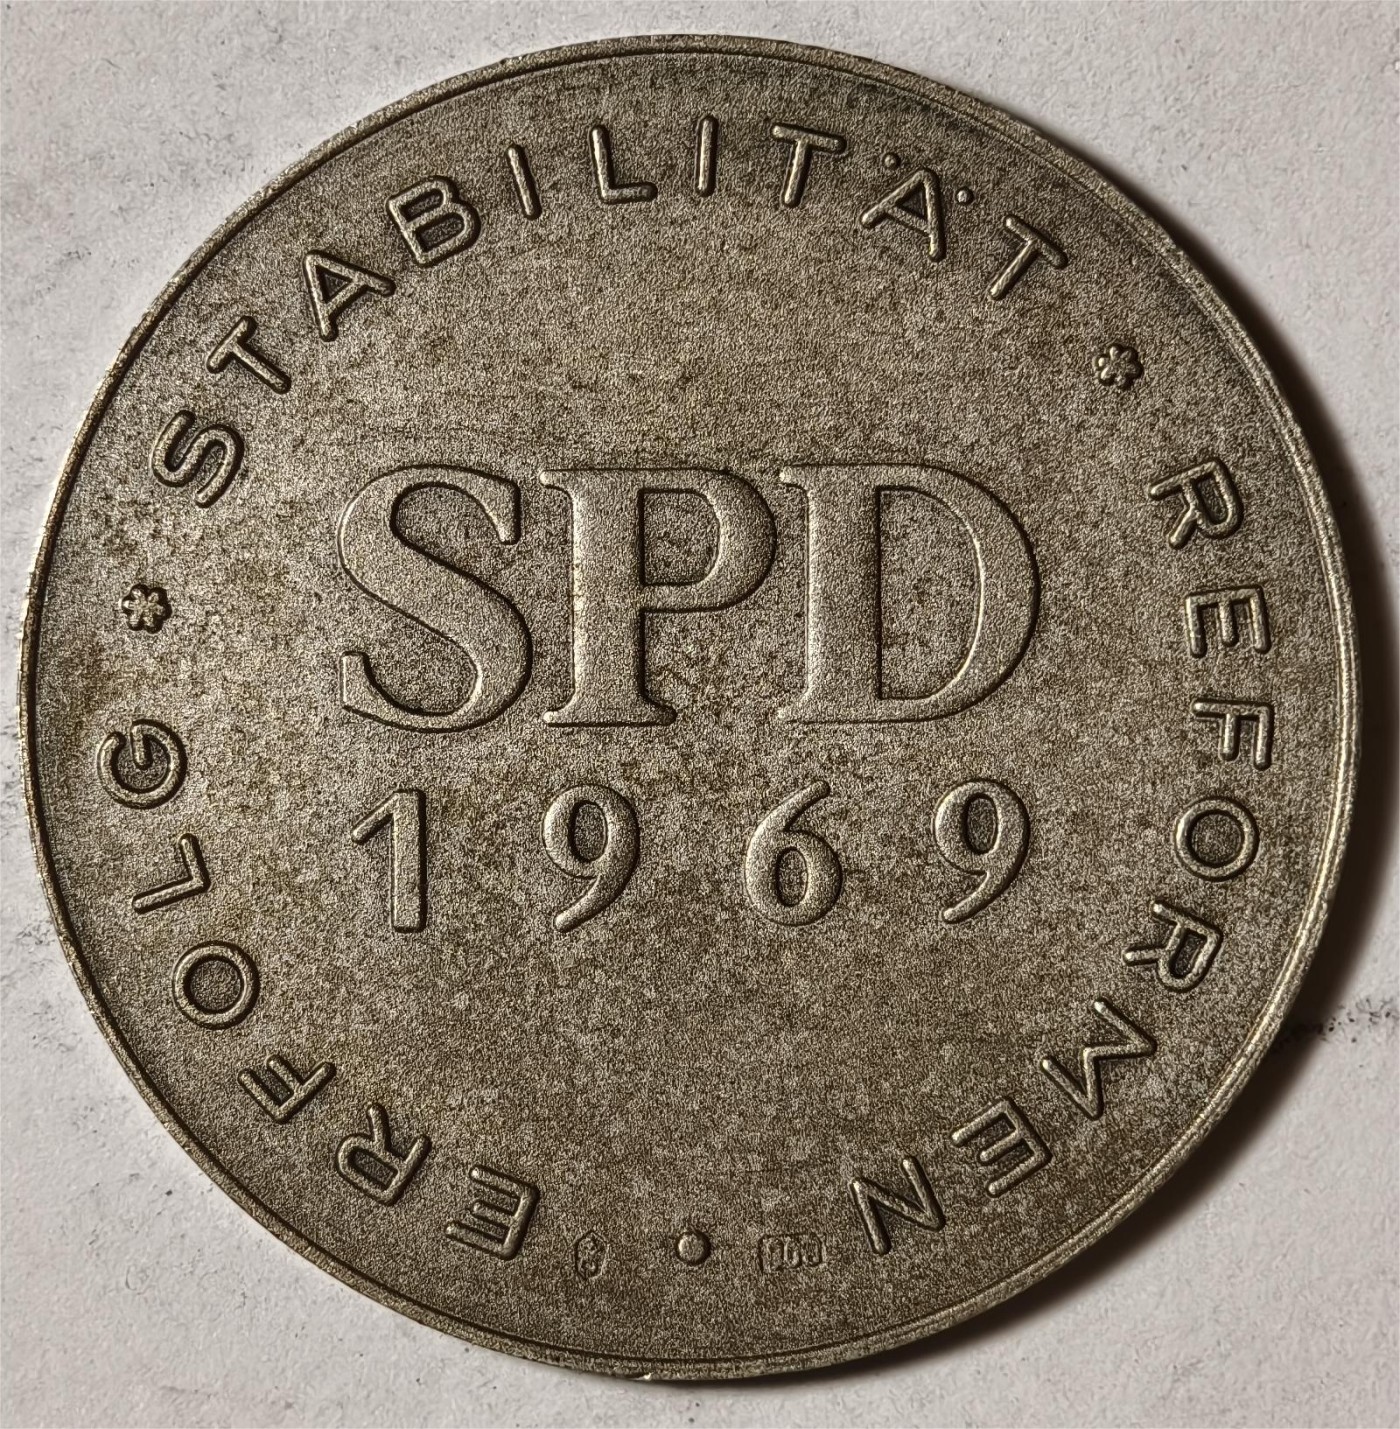 ERFOLG * STABILITÄT * REFORMEN
SPD
1969